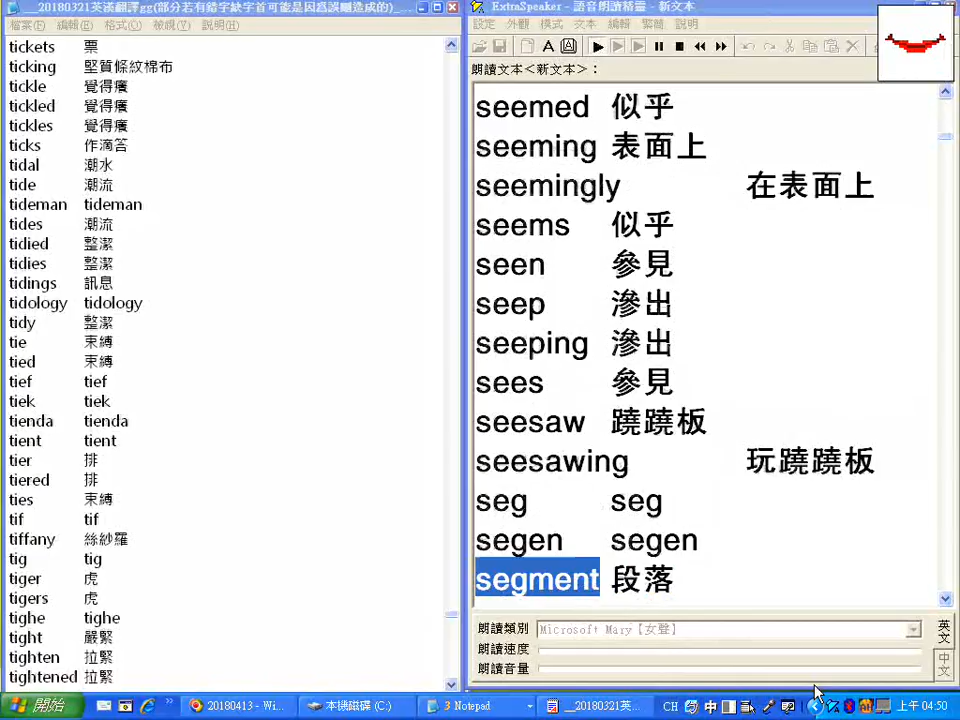 __20180321英漢翻譯gg(部分若有錯字缺字首可能是因爲誤聽造成的)_...
檔案(F) 編輯(E) 格式(O) 檢視(V) 說明(H)
tickets 票
ticking 堅質條紋棉布
tickle 覺得癢
tickled 覺得癢
tickles 覺得癢
ticks 作滴答
tidal 潮水
tide 潮流
tideman tideman
tides 潮流
tidied 整潔
tidies 整潔
tidings 訊息
tidology tidology
tidy 整潔
tie 束縛
tied 束縛
tief tief
tiek tiek
tienda tienda
tient tient
tier 排
tiered 排
ties 束縛
tif tif
tiffany 絲紗羅
tig tig
tiger 虎
tigers 虎
tighe tighe
tight 嚴緊
tighten 拉緊
tightened 拉緊
ExtraSpeaker - 語音朗讀精靈 - 新文本
設定 外觀 模式 文本 編輯 繁簡 說明
朗讀文本<新文本>：
seemed 似乎
seeming 表面上
seemingly 在表面上
seems 似乎
seen 參見
seep 滲出
seeping 滲出
sees 參見
seesaw 蹺蹺板
seesawing 玩蹺蹺板
seg seg
segen segen
segment 段落
朗讀類別 Microsoft Mary【女聲】
朗讀速度
朗讀音量
英文
中文
開始
20180413 - Wi...
本機磁碟 (C:)
3 Notepad
__20180321英...
CH
中
上午 04:50